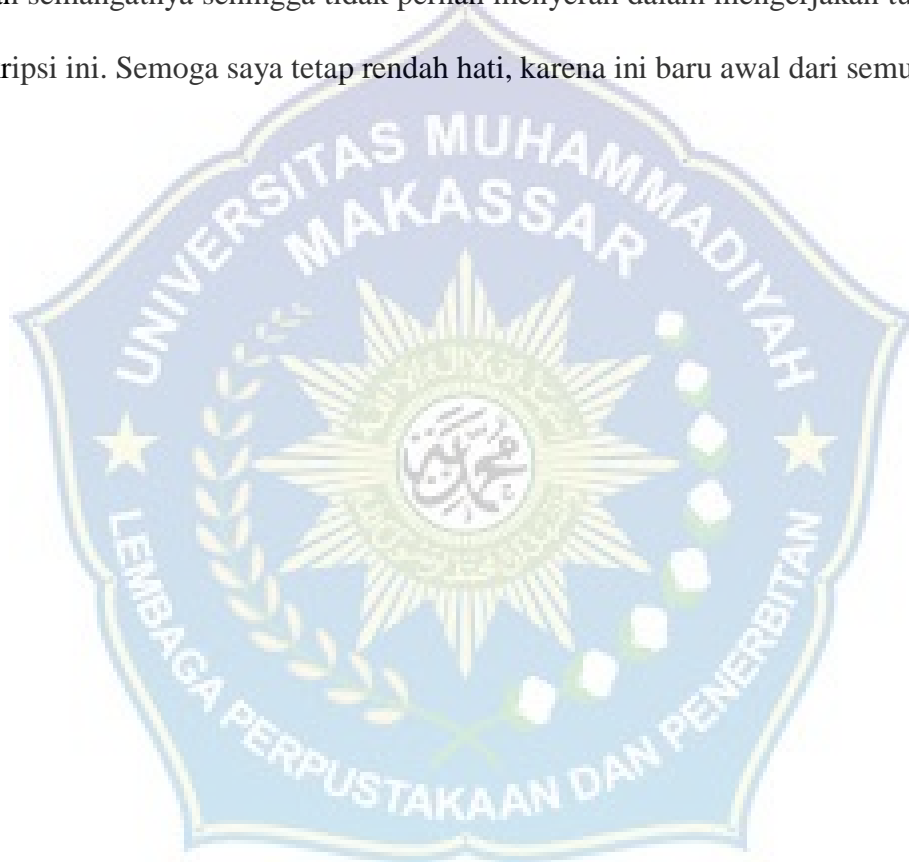 semangatnya sehingga tidak pernah menyerah dalam mengerjakan
ripsi ini. Semoga saya tetap rendah hati, karena ini baru awal dari semu
UNIVERSITAS MUHAMMADIYAH
MAKASSAR
محمدية
LEMBAGA PERPUSTAKAAN DAN PENERBITAN